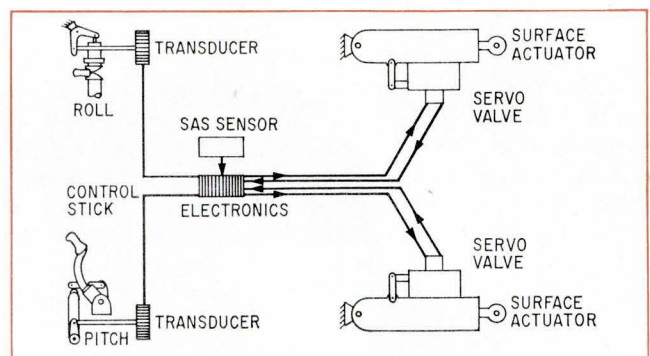 TRANSDUCER
ROLL
SURFACE
ACTUATOR
SERVO
VALVE
SAS SENSOR
CONTROL
STICK
ELECTRONICS
SERVO
VALVE
PITCH
TRANSDUCER
SURFACE
ACTUATOR